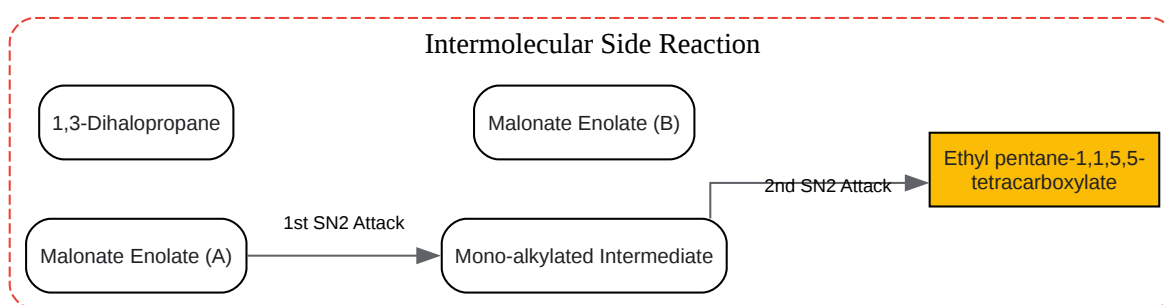 Intermolecular Side Reaction
1,3-Dihalopropane
Malonate Enolate (B)
Ethyl pentane-1,1,5,5-
tetracarboxylate
2nd SN2 Attack
1st SN2 Attack
Malonate Enolate (A)
Mono-alkylated Intermediate